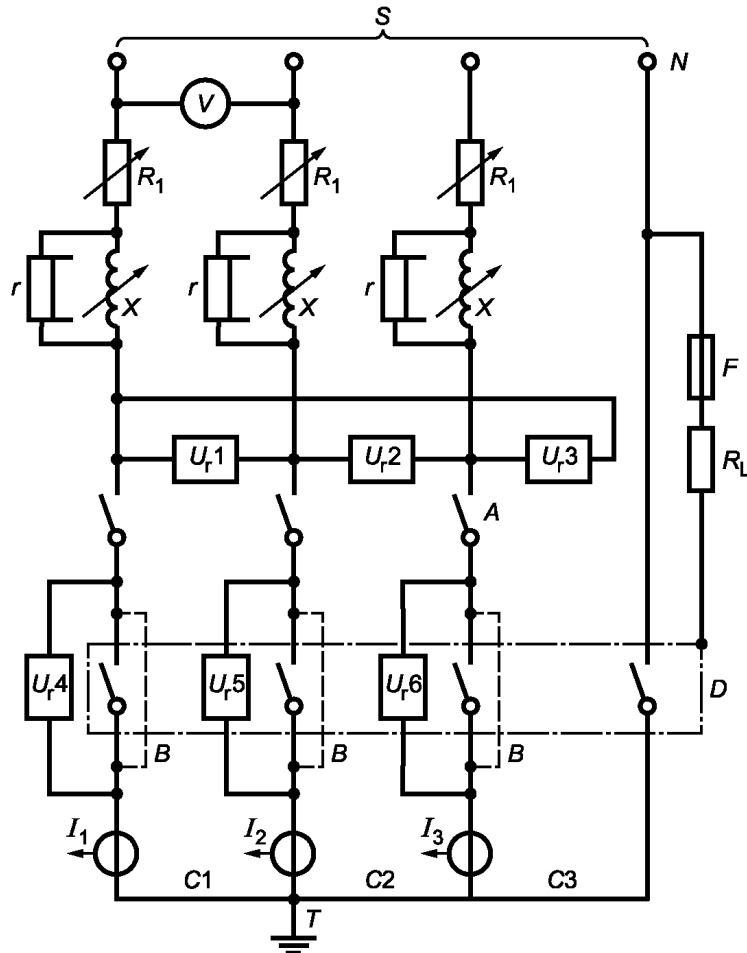 S
N
V
R1 R1 R1
r X r X r X
F
Ur1 Ur2 Ur3
RL
A
Ur4 Ur5 Ur6 D
B B B
I1 I2 I3
C1 C2 C3
T